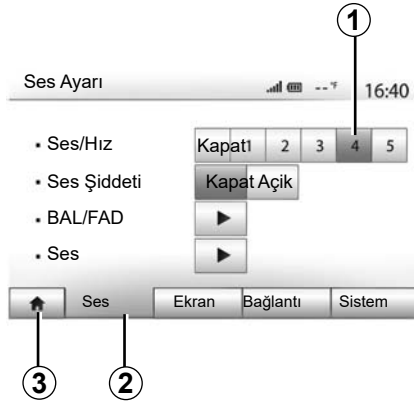 1
Ses Ayarı --°F 16:40
• Ses/Hız Kapat 1 2 3 4 5
• Ses Şiddeti Kapat Açik
• BAL/FAD
• Ses
Ses Ekran Bağlantı Sistem
3 2